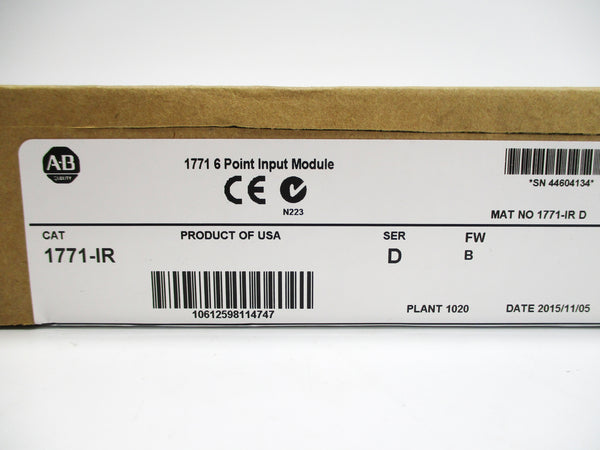 A-B
QUALITY
1771 6 Point Input Module
CE
N223
*SN 44604134*
MAT NO 1771-IR D
CAT
1771-IR
PRODUCT OF USA
10612598114747
SER
D
FW
B
PLANT 1020
DATE 2015/11/05